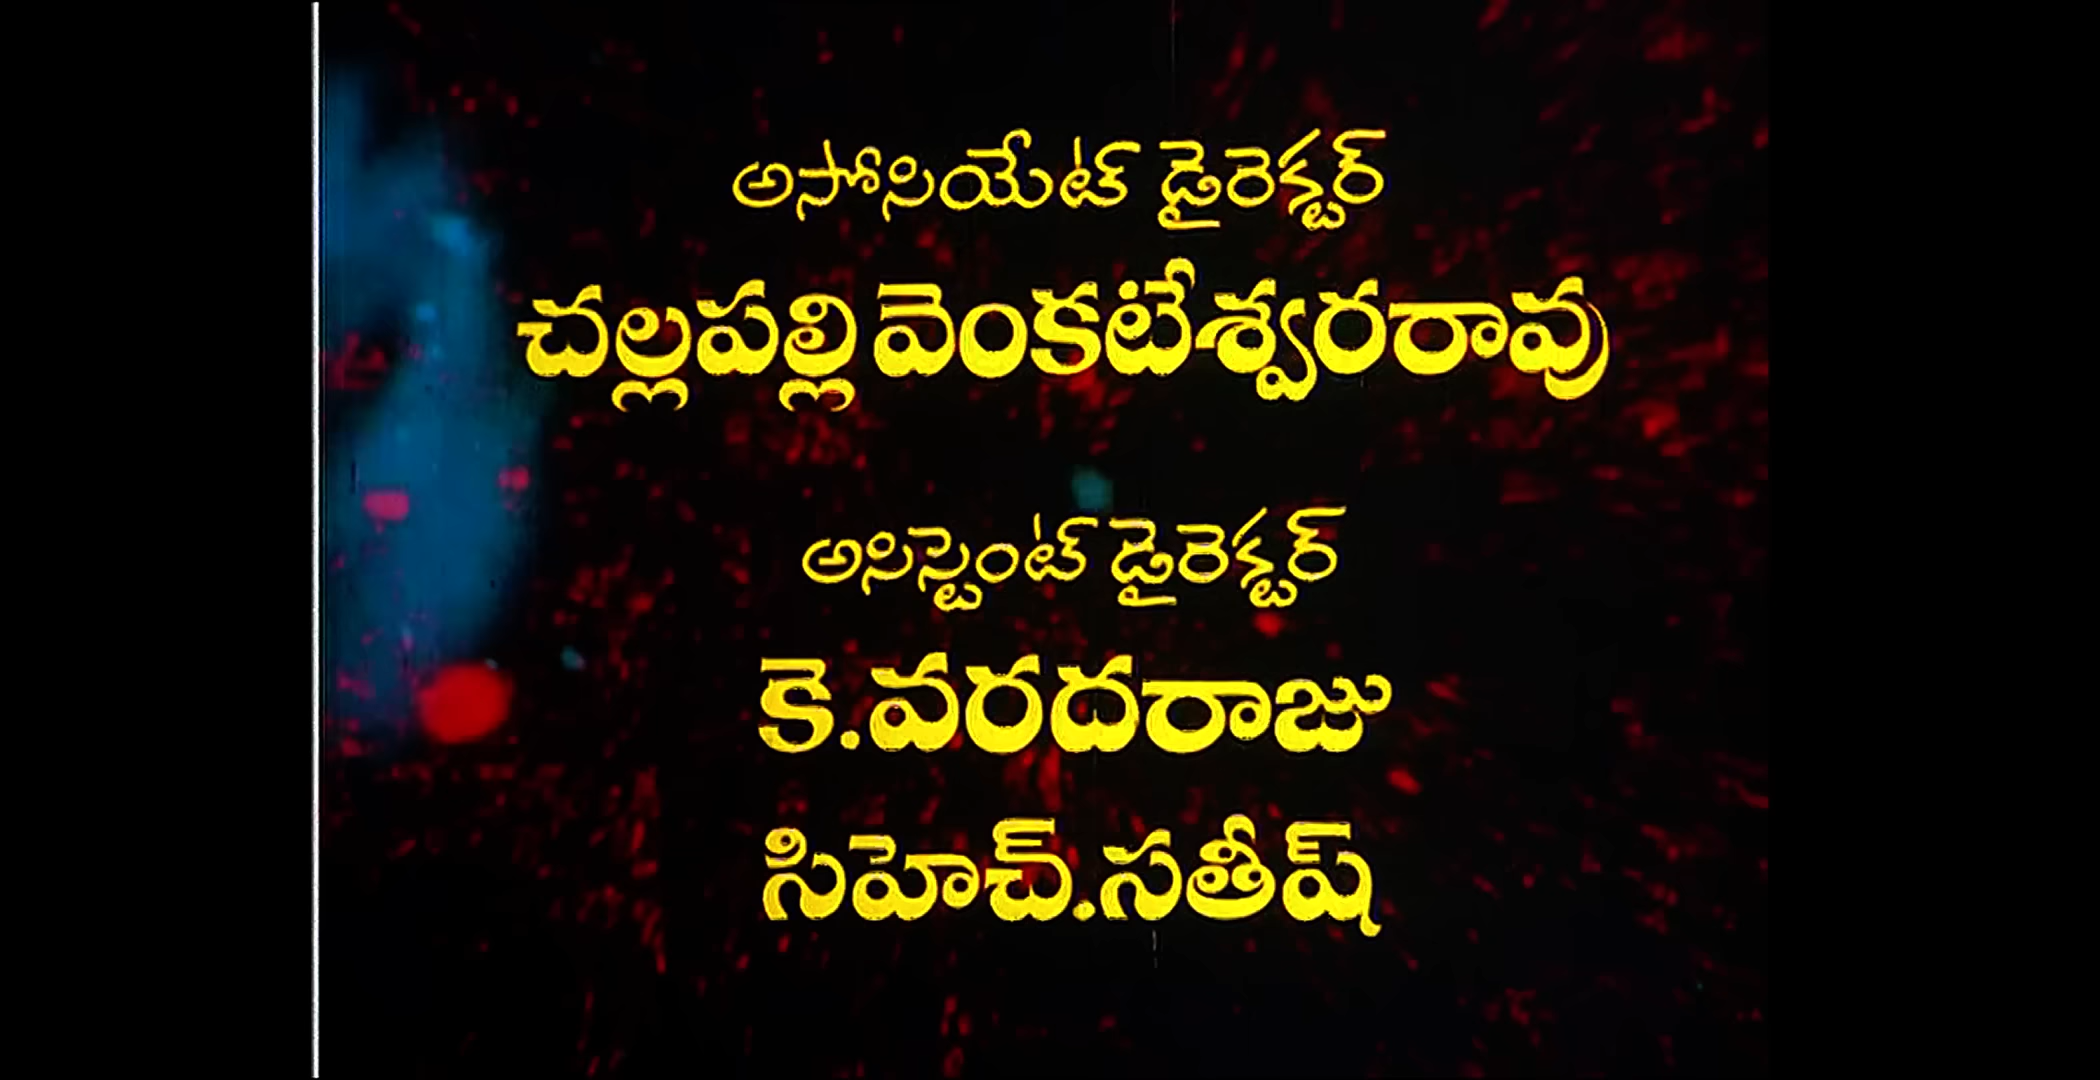 అసోసియేట్ డైరెక్టర్
చల్లపల్లి వెంకటేశ్వరరావు
అసిస్టెంట్ డైరెక్టర్
కె.వరదరాజు
సిహెచ్.సతీష్